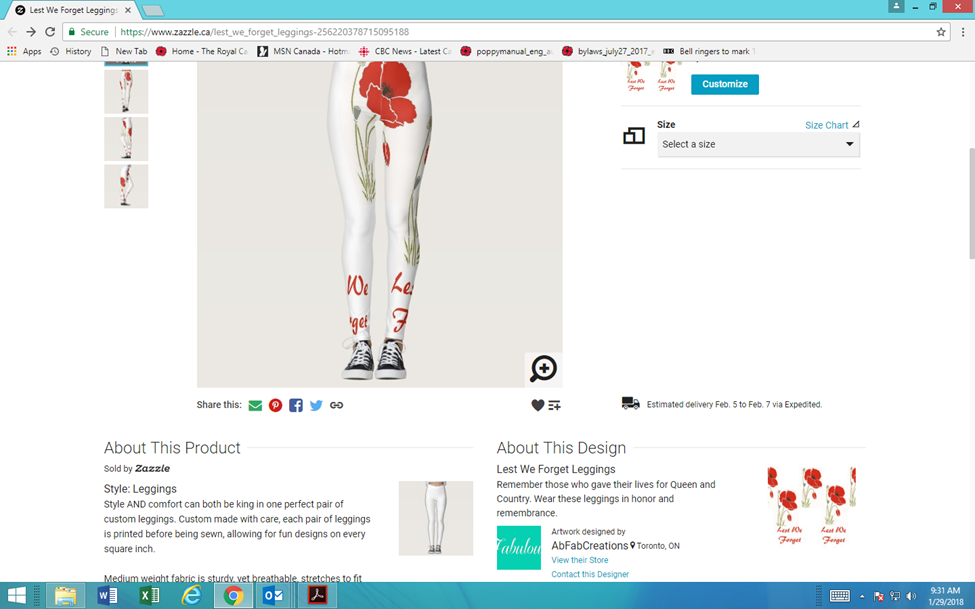 Lest We Forget Leggings
Secure https://www.zazzle.ca/lest_we_forget_leggings-256220378715095188
Apps History New Tab Home - The Royal Ca MSN Canada - Hotm CBC News - Latest Ca poppymanual_eng_a bylaws_july27_2017_ Bell ringers to mark
Lest We Lest We
Forget Forget
Customize
Size Size Chart
Select a size
We Les
rget F
Share this:
Estimated delivery Feb. 5 to Feb. 7 via Expedited.
About This Product
Sold by Zazzle
Style: Leggings
Style AND comfort can both be king in one perfect pair of
custom leggings. Custom made with care, each pair of leggings
is printed before being sewn, allowing for fun designs on every
square inch.
Medium weight fabric is sturdy, yet breathable, stretches to fit
About This Design
Lest We Forget Leggings
Remember those who gave their lives for Queen and
Country. Wear these leggings in honor and
remembrance.
Fabulou
Artwork designed by
AbFabCreations Toronto, ON
View their Store
Contact this Designer
Lest We Lest We
Forget Forget
9:31 AM
1/29/2018